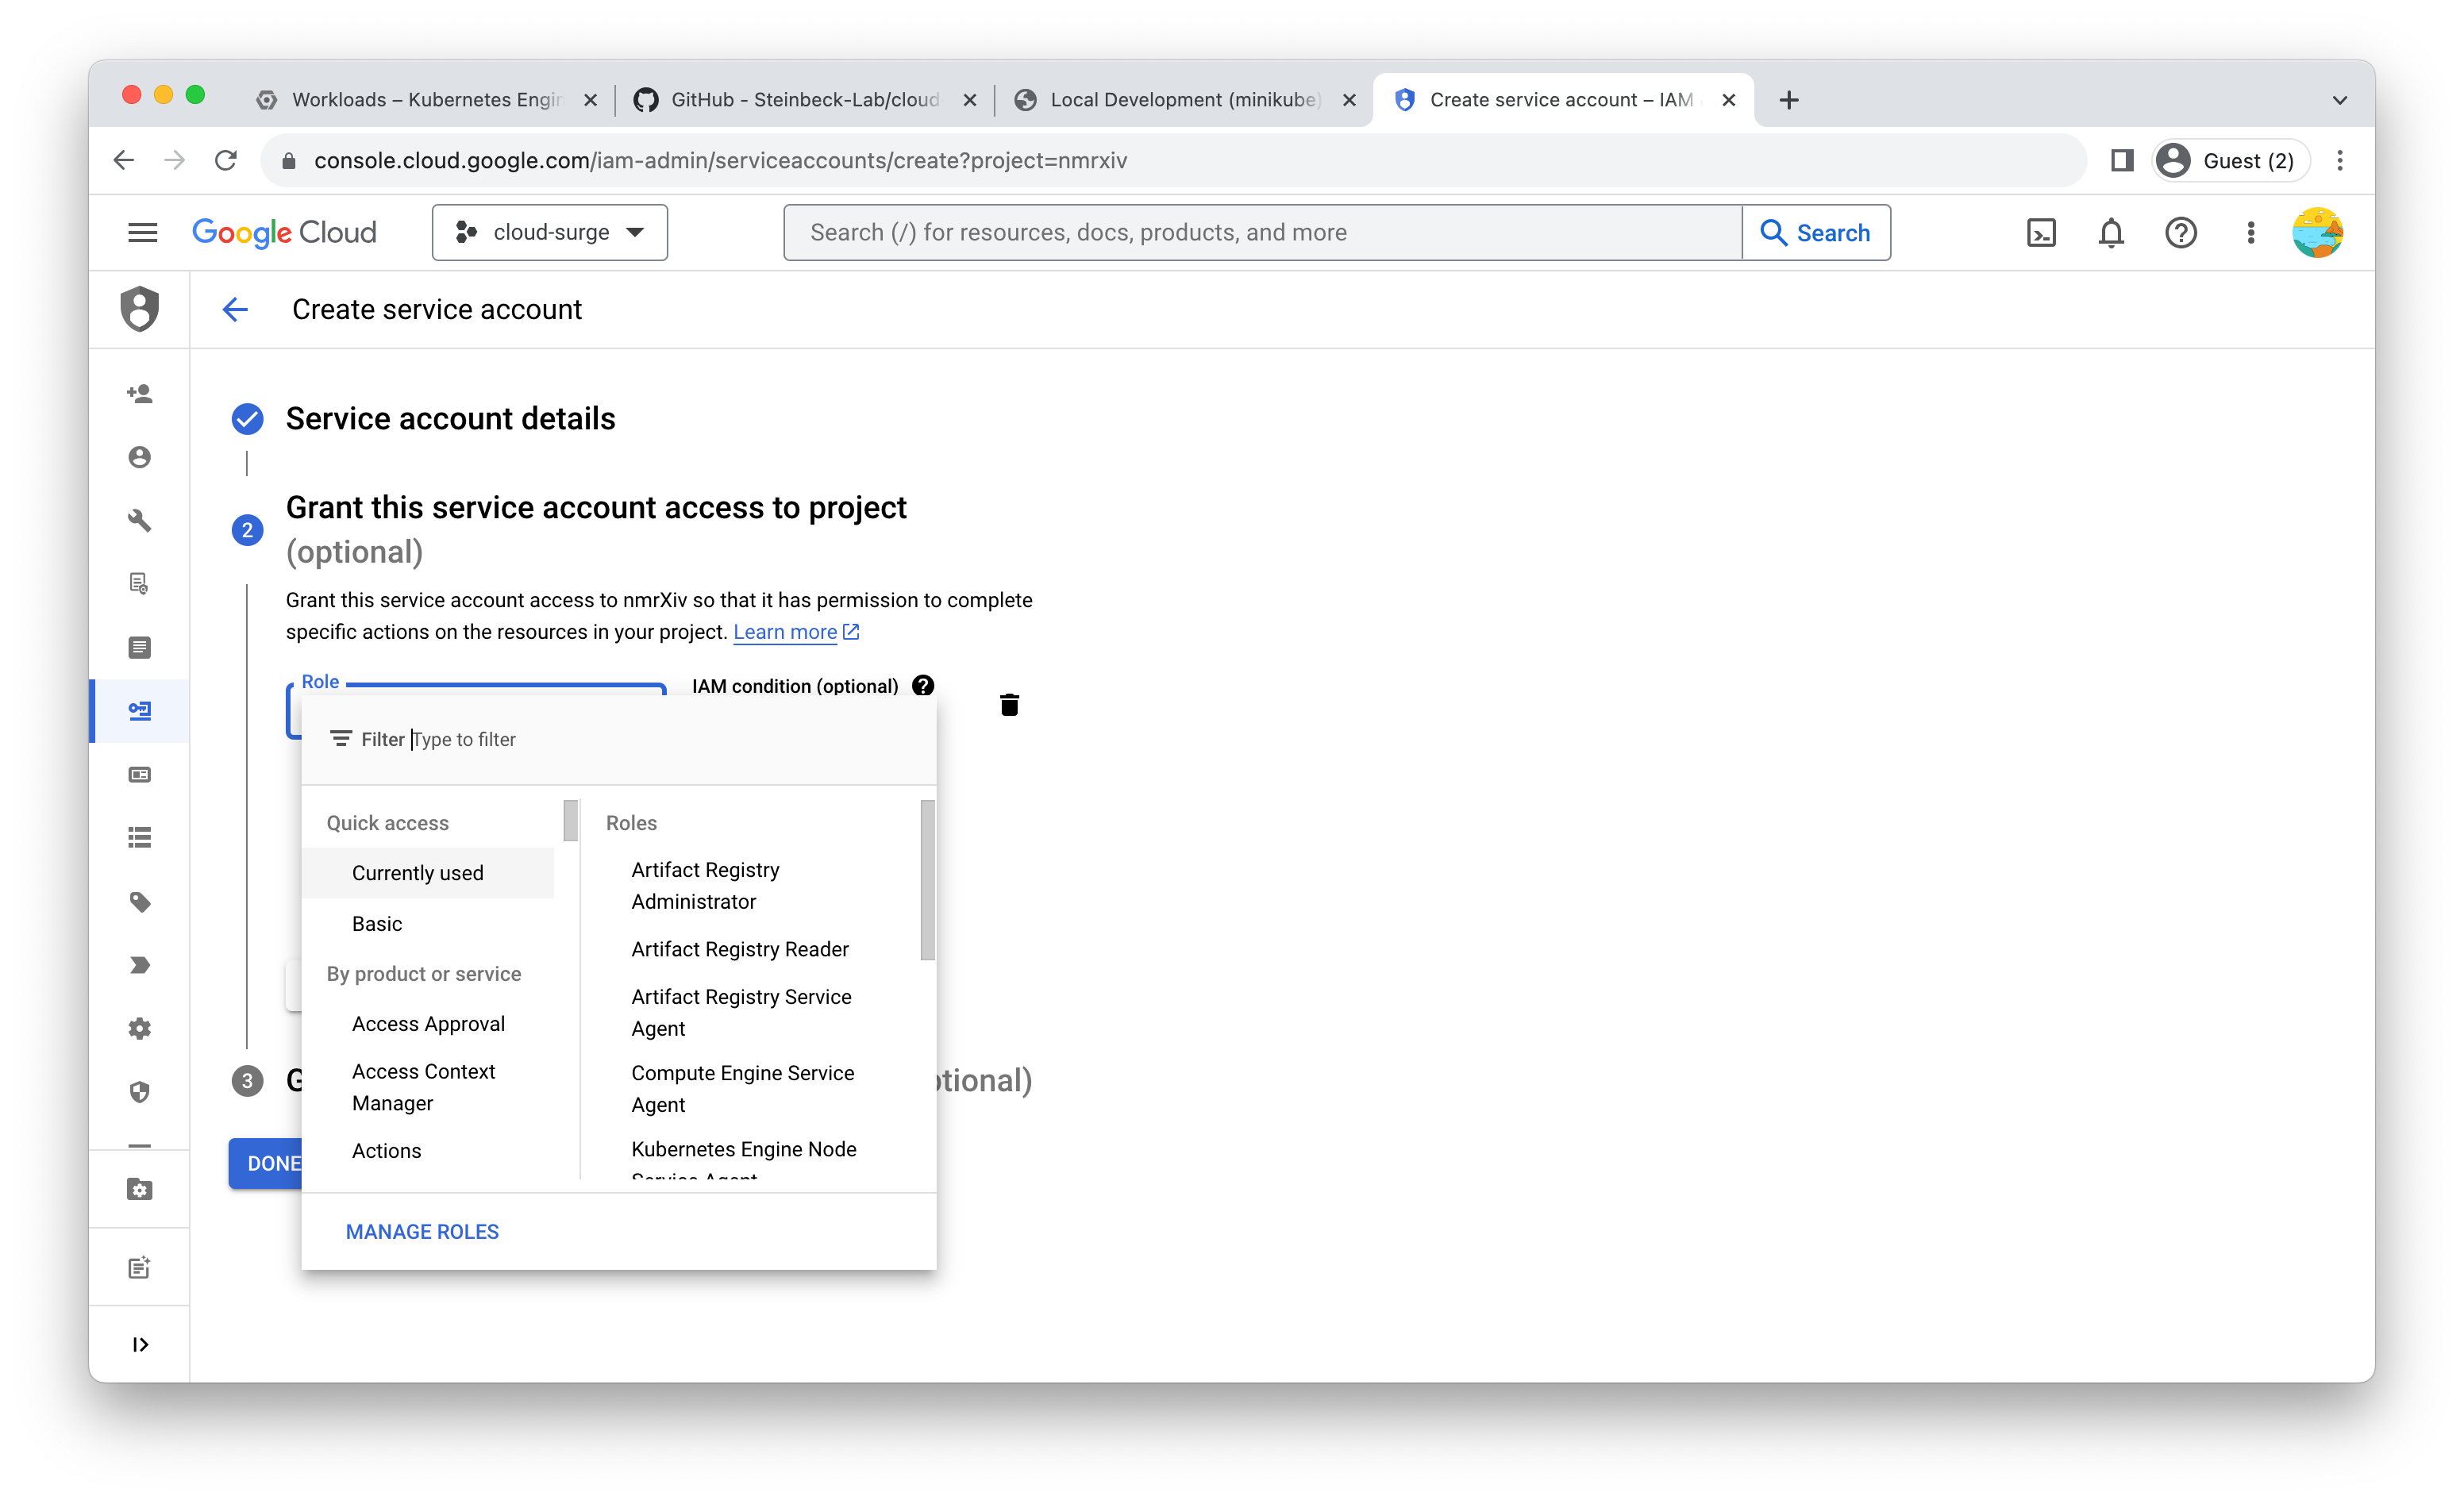 Workloads – Kubernetes Engin
GitHub - Steinbeck-Lab/cloud
Local Development (minikube)
Create service account – IAM
console.cloud.google.com/iam-admin/serviceaccounts/create?project=nmrxiv
Guest (2)
Google Cloud
cloud-surge
Search (/) for resources, docs, products, and more
Search
Create service account
Service account details
2
Grant this service account access to project
(optional)
Grant this service account access to nmrXiv so that it has permission to complete
specific actions on the resources in your project. Learn more
Role
IAM condition (optional)
Filter Type to filter
Quick access
Currently used
Basic
By product or service
Access Approval
Access Context
Manager
Actions
Roles
Artifact Registry
Administrator
Artifact Registry Reader
Artifact Registry Service
Agent
Compute Engine Service
Agent
Kubernetes Engine Node
Service Agent
MANAGE ROLES
3
G
ptional)
DONE